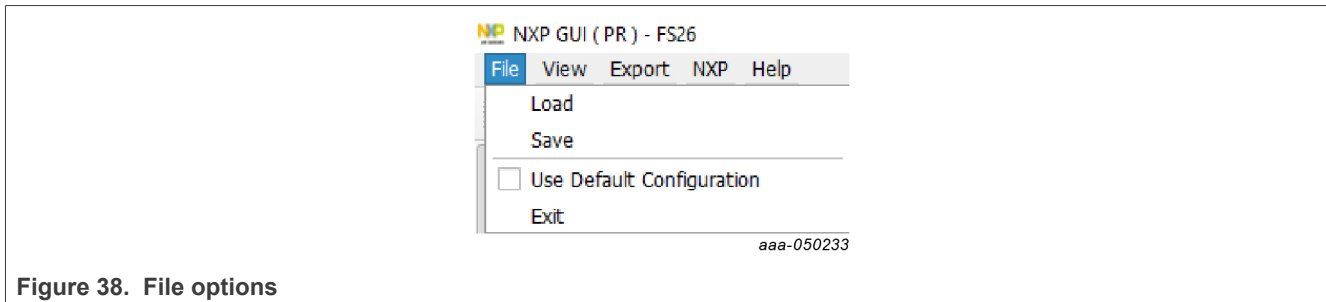 NXP NXP GUI ( PR ) - FS26
File View Export NXP Help
Load
Save
Use Default Configuration
Exit
aaa-050233
Figure 38. File options